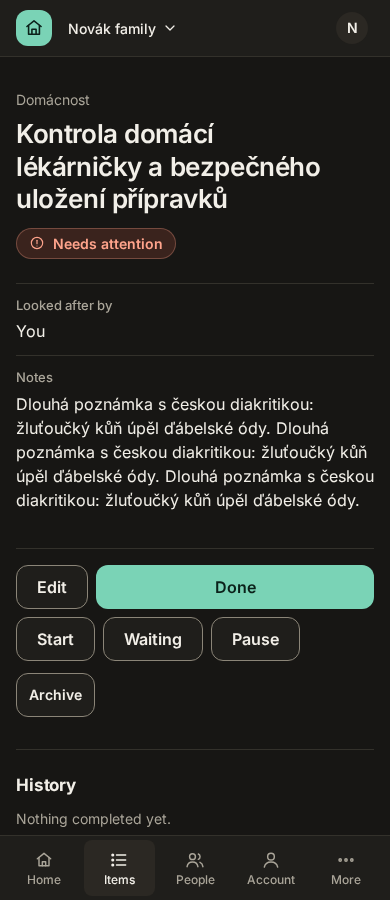 Novák family
N
Domácnost
Kontrola domácí
lékárničky a bezpečného
uložení přípravků
Needs attention
Looked after by
You
Notes
Dlouhá poznámka s českou diakritikou:
žluťoučký kůň úpěl ďábelské ódy. Dlouhá
poznámka s českou diakritikou: žluťoučký kůň
úpěl ďábelské ódy. Dlouhá poznámka s českou
diakritikou: žluťoučký kůň úpěl ďábelské ódy.
Edit
Done
Start
Waiting
Pause
Archive
History
Nothing completed yet.
Home
Items
People
Account
More